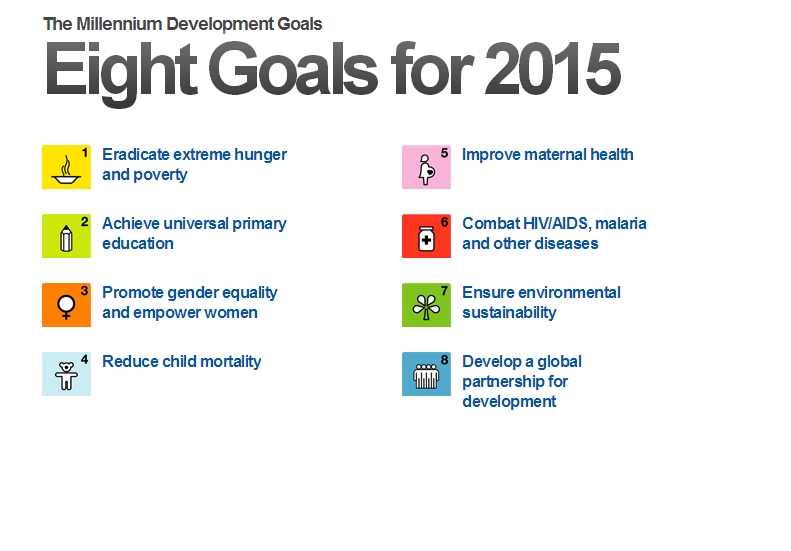 The Millennium Development Goals
Eight Goals for 2015
1
Eradicate extreme hunger
and poverty
2
Achieve universal primary
education
3
Promote gender equality
and empower women
4
Reduce child mortality
5
Improve maternal health
6
Combat HIV/AIDS, malaria
and other diseases
7
Ensure environmental
sustainability
8
Develop a global
partnership for
development